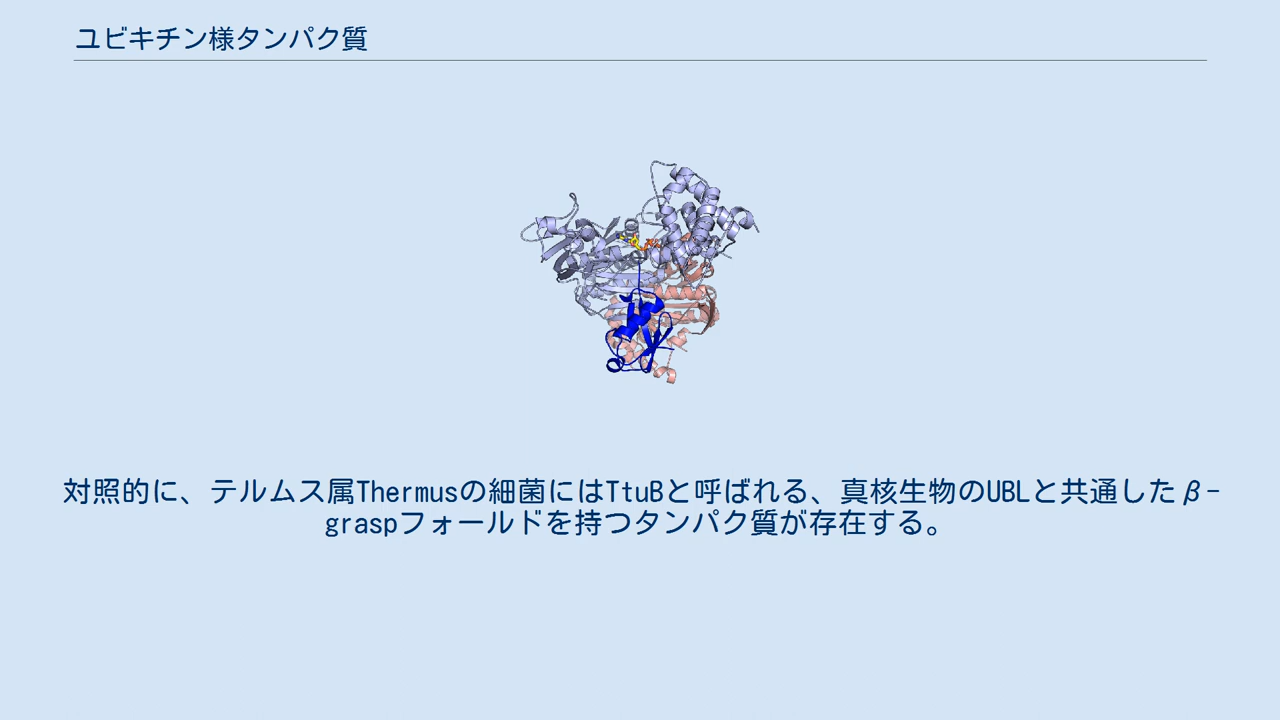 ユビキチン様タンパク質
対照的に、テルムス属Thermusの細菌にはTtuBと呼ばれる、真核生物のUBLと共通したβ-
graspフォールドを持つタンパク質が存在する。